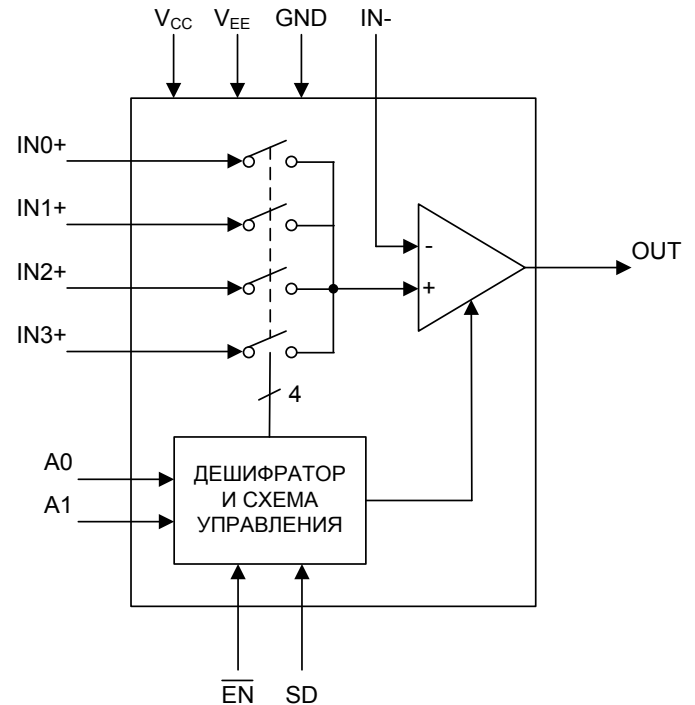 VCC VEE GND IN-
IN0+
IN1+
IN2+
IN3+
-
+
OUT
4
A0
A1
ДЕШИФРАТОР
И СХЕМА
УПРАВЛЕНИЯ
EN SD